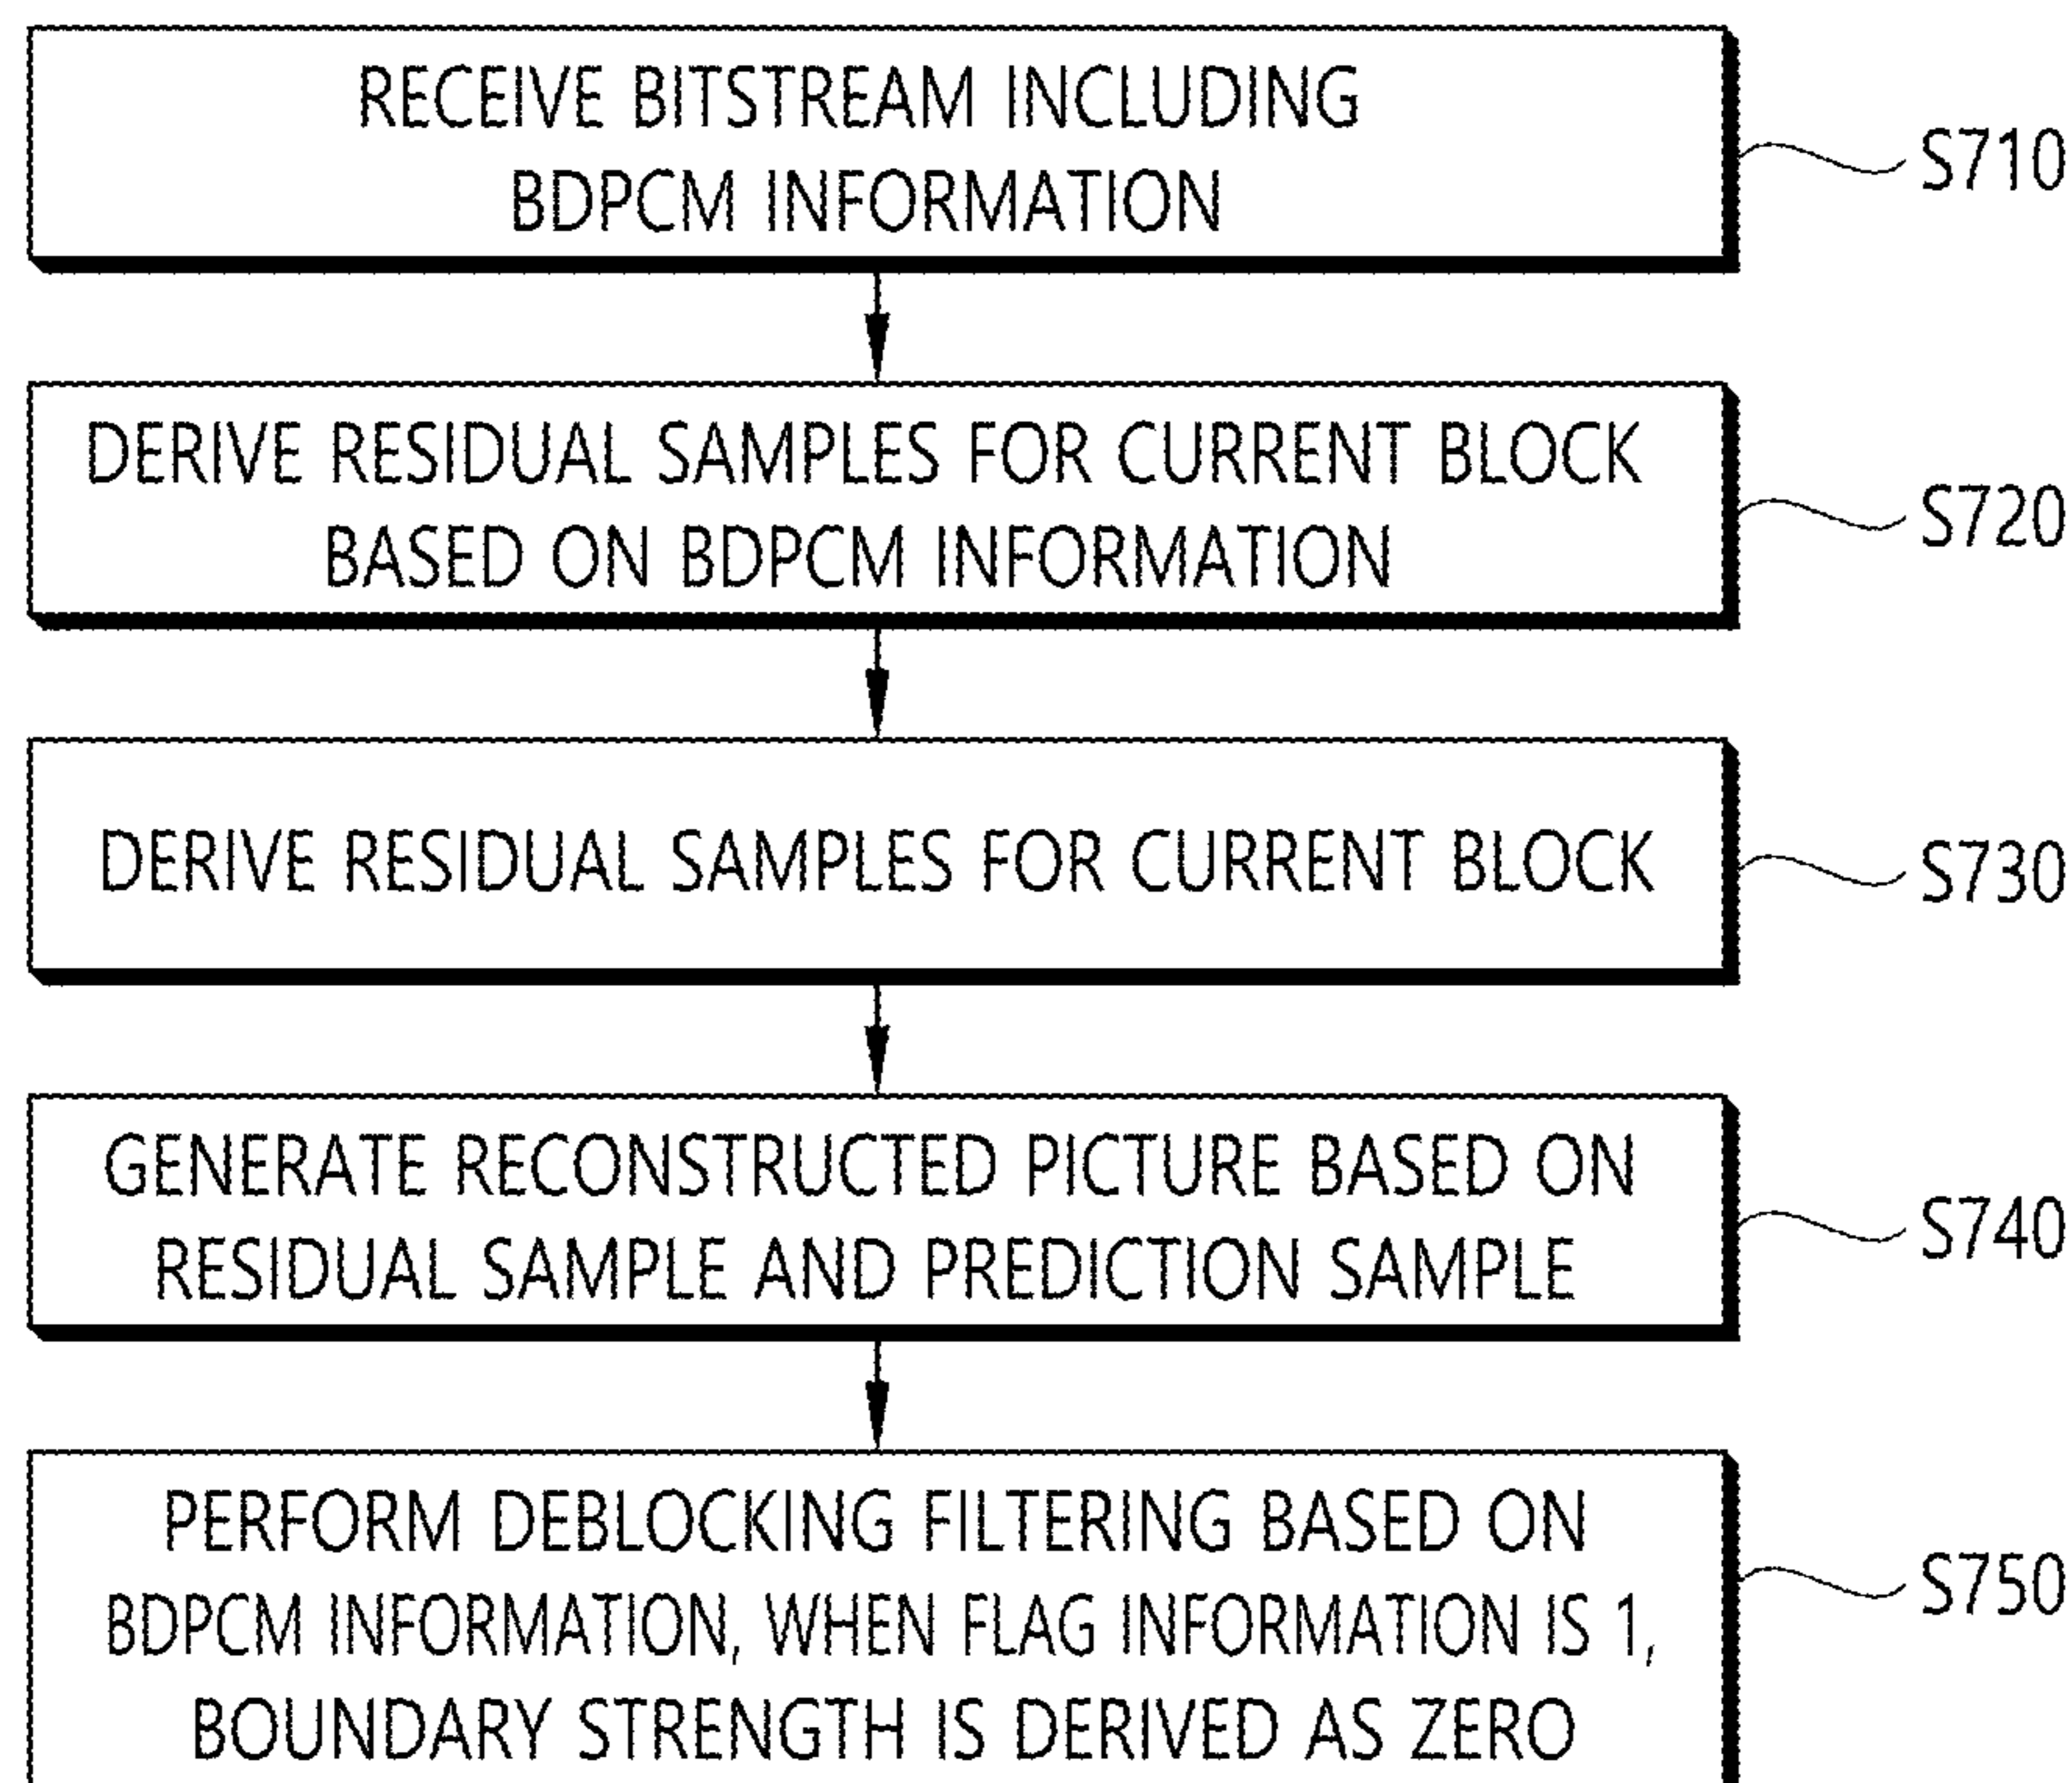 RECEIVE BITSTREAM INCLUDING
BDPCM INFORMATION
S710
DERIVE RESIDUAL SAMPLES FOR CURRENT BLOCK
BASED ON BDPCM INFORMATION
S720
DERIVE RESIDUAL SAMPLES FOR CURRENT BLOCK
S730
GENERATE RECONSTRUCTED PICTURE BASED ON
RESIDUAL SAMPLE AND PREDICTION SAMPLE
S740
PERFORM DEBLOCKING FILTERING BASED ON
BDPCM INFORMATION, WHEN FLAG INFORMATION IS 1,
BOUNDARY STRENGTH IS DERIVED AS ZERO
S750